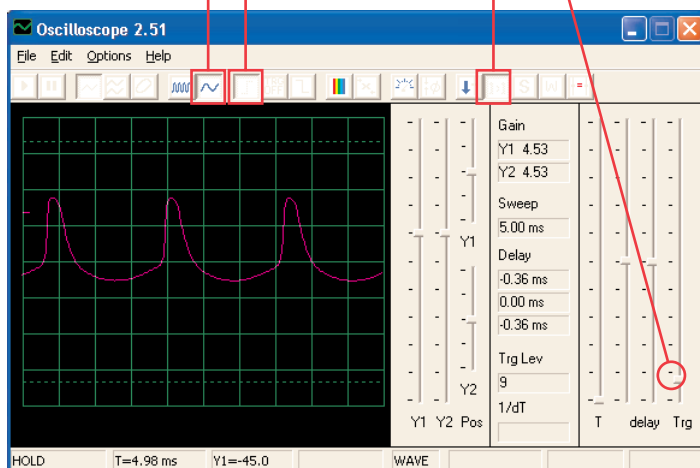 Oscilloscope 2.51
File Edit Options Help
1:1 S W
Gain
Y1 4.53
Y2 4.53
Sweep
5.00 ms
Delay
-0.36 ms
0.00 ms
-0.36 ms
Trg Lev
9
1/dT
Y1
Y2
Y1 Y2 Pos
T delay Trg
HOLD T=4.98 ms Y1=-45.0 WAVE